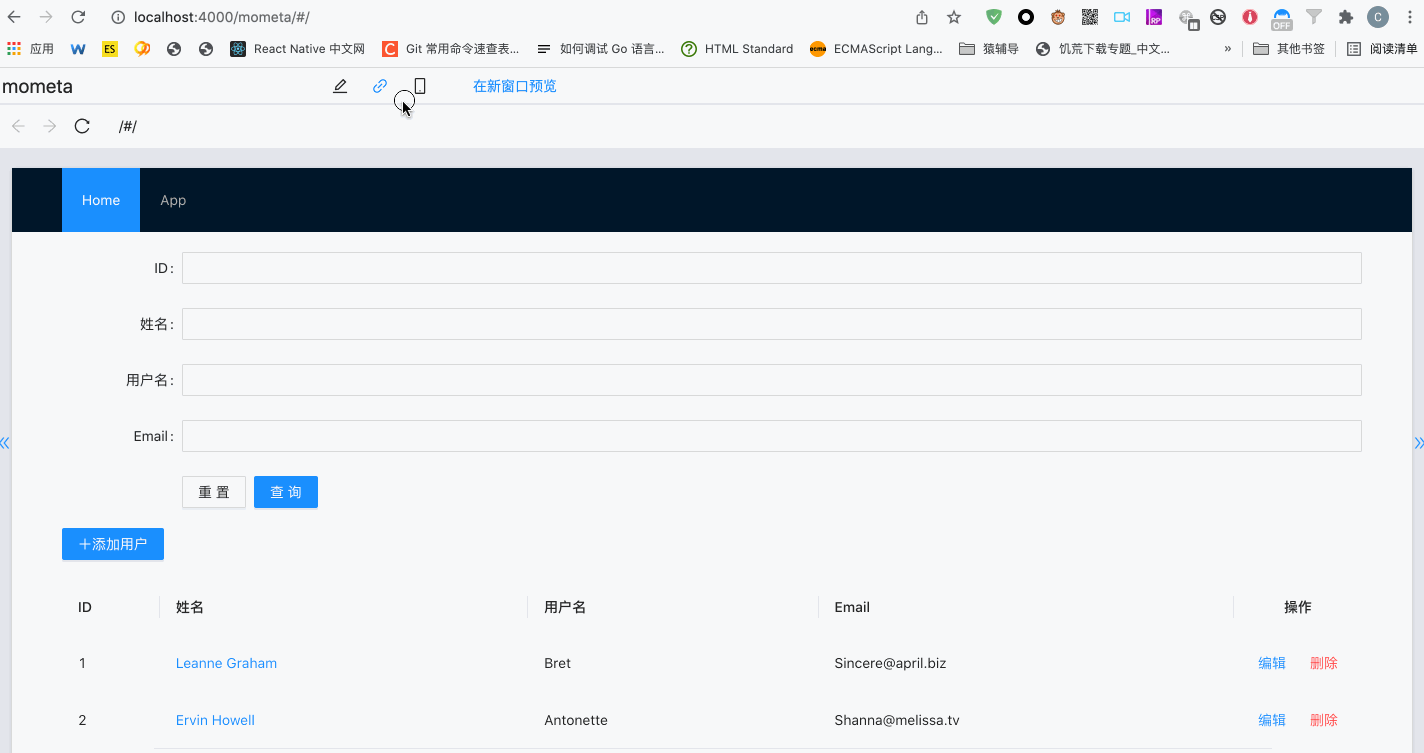 localhost:4000/mometa/#/
RP
OFF
C
应用 W ES React Native 中文网 C Git 常用命令速查表... 如何调试 Go 语言... HTML Standard ecma ECMAScript Lang... 猿辅导 饥荒下载专题_中文... » 其他书签 阅读清单
mometa 在新窗口预览
/#/
Home App
ID:
姓名:
用户名:
Email:
重 置 查 询
+添加用户
ID 姓名 用户名 Email 操作
1 Leanne Graham Bret Sincere@april.biz 编辑 删除
2 Ervin Howell Antonette Shanna@melissa.tv 编辑 删除